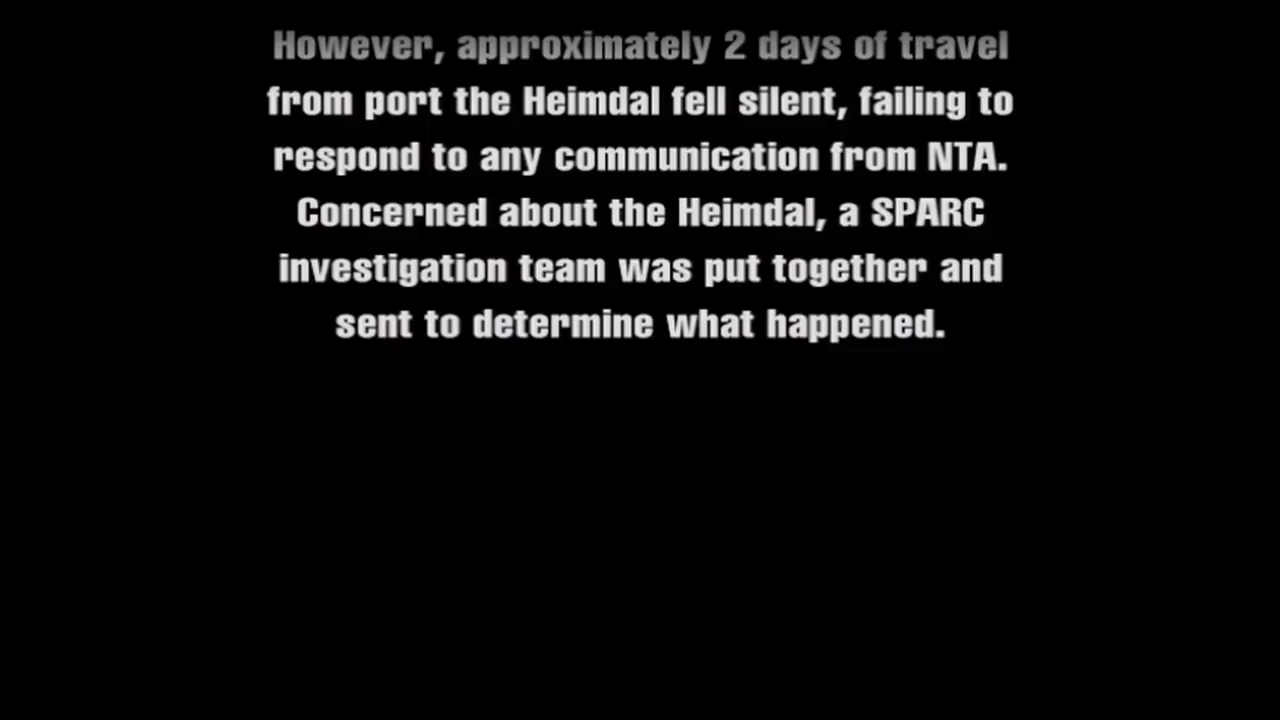 However, approximately 2 days of travel
from port the Heimdal fell silent, failing to
respond to any communication from NTA.
Concerned about the Heimdal, a SPARC
investigation team was put together and
sent to determine what happened.